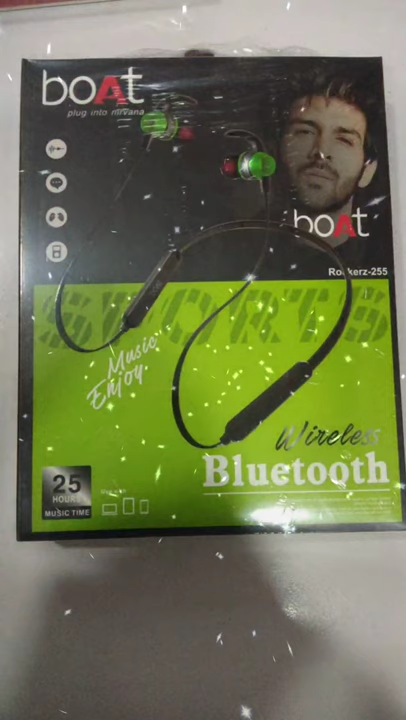 boAt
plug into nirvana
boAt
Rockerz-255
SPORTS
Music
Enjoy
Wireless
Bluetooth
25
HOURS
MUSIC TIME